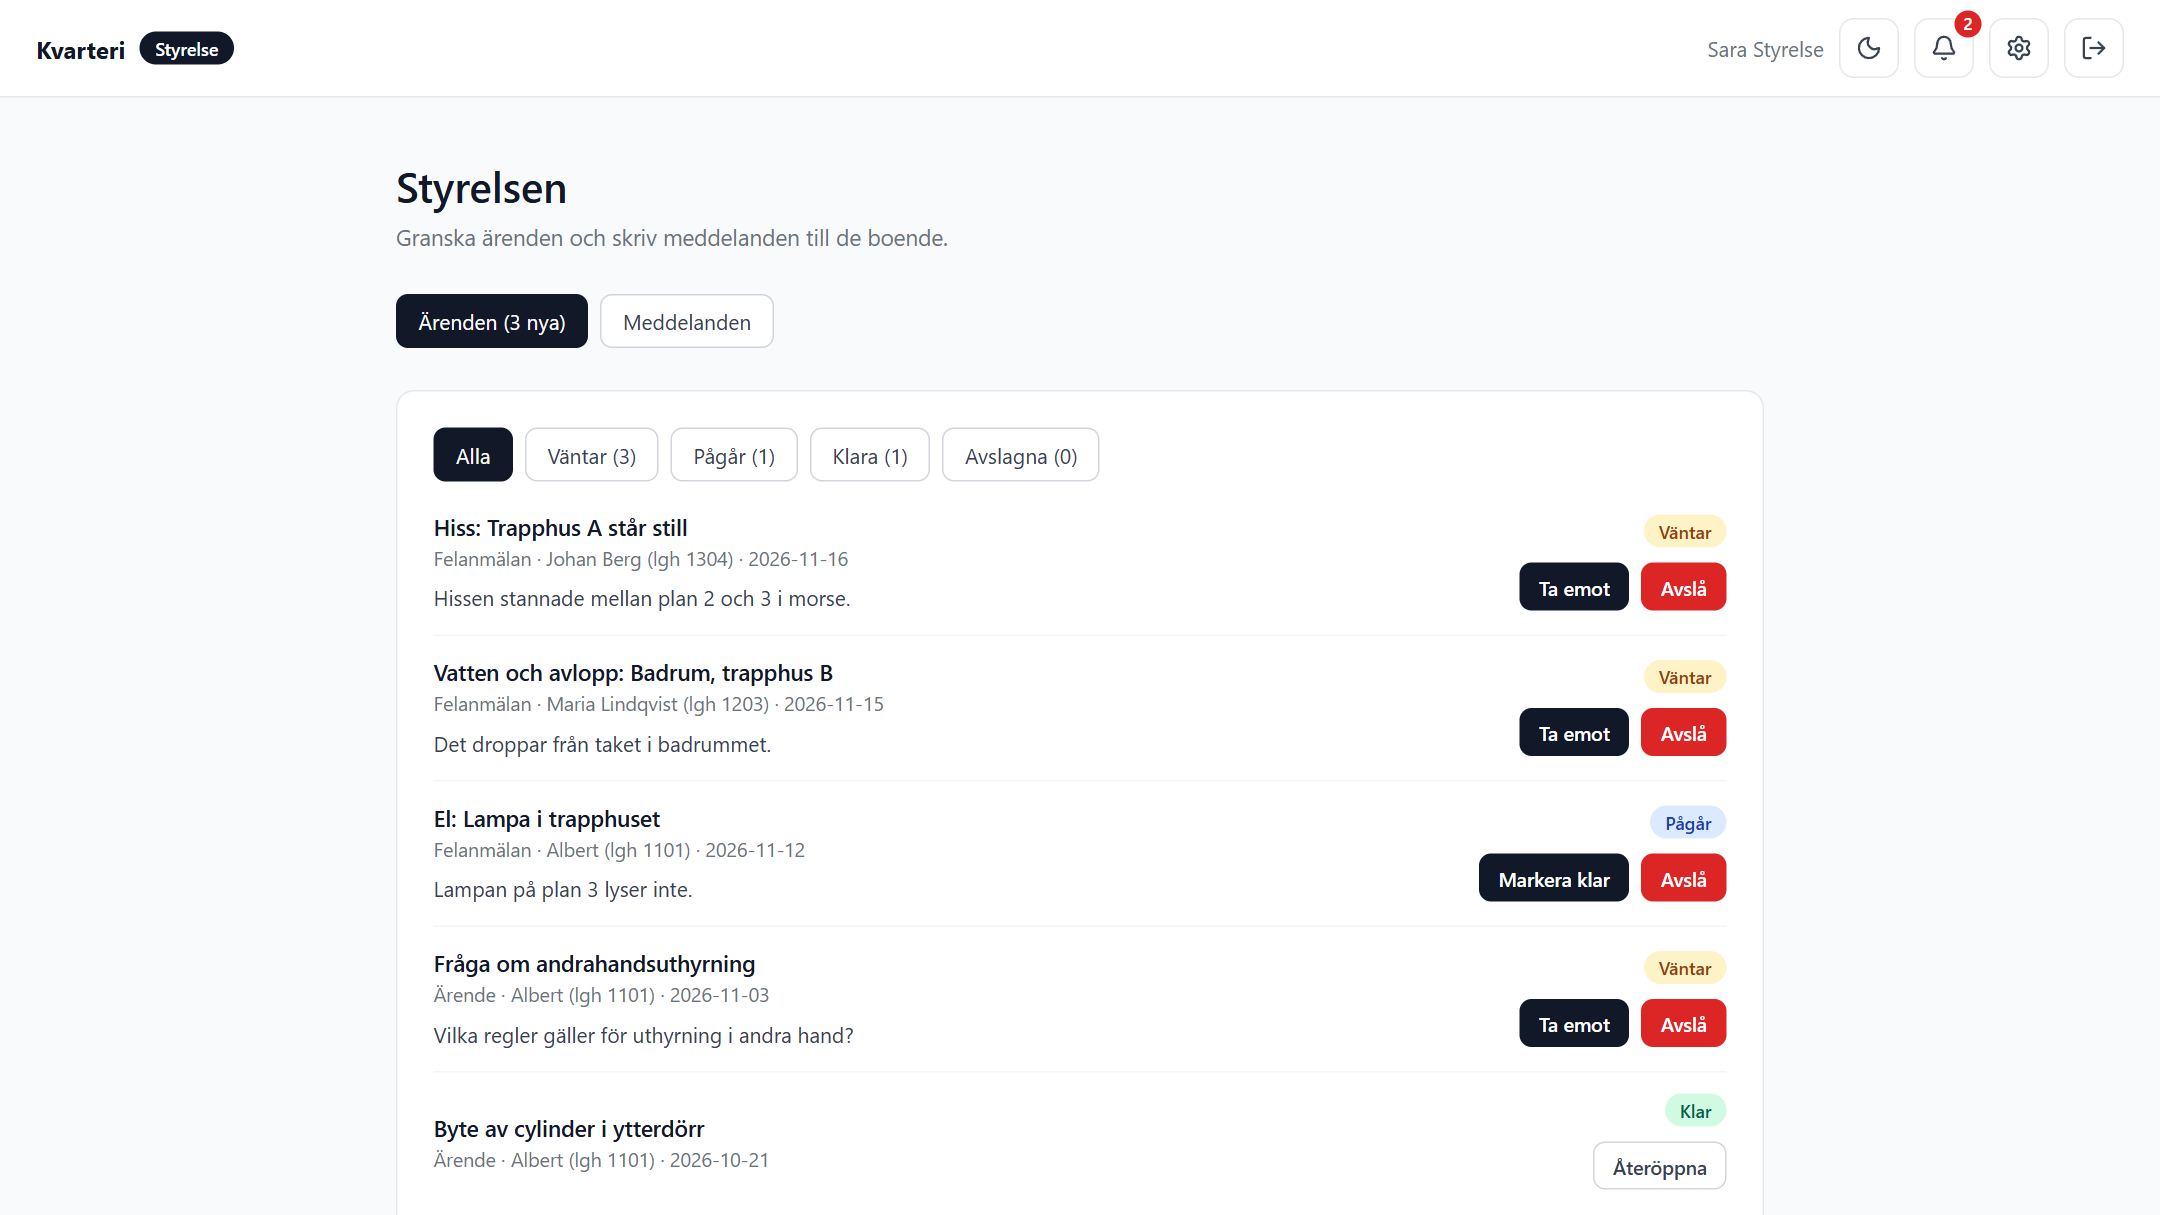 Kvarteri Styrelse Sara Styrelse 2
Styrelsen
Granska ärenden och skriv meddelanden till de boende.
Ärenden (3 nya) Meddelanden
Alla Väntar (3) Pågår (1) Klara (1) Avslagna (0)
Hiss: Trapphus A står still
Väntar
Felanmälan · Johan Berg (lgh 1304) · 2026-11-16
Hissen stannade mellan plan 2 och 3 i morse.
Ta emot Avslå
Vatten och avlopp: Badrum, trapphus B
Väntar
Felanmälan · Maria Lindqvist (lgh 1203) · 2026-11-15
Det droppar från taket i badrummet.
Ta emot Avslå
El: Lampa i trapphuset
Pågår
Felanmälan · Albert (lgh 1101) · 2026-11-12
Lampan på plan 3 lyser inte.
Markera klar Avslå
Fråga om andrahandsuthyrning
Väntar
Ärende · Albert (lgh 1101) · 2026-11-03
Vilka regler gäller för uthyrning i andra hand?
Ta emot Avslå
Byte av cylinder i ytterdörr
Klar
Ärende · Albert (lgh 1101) · 2026-10-21
Återöppna